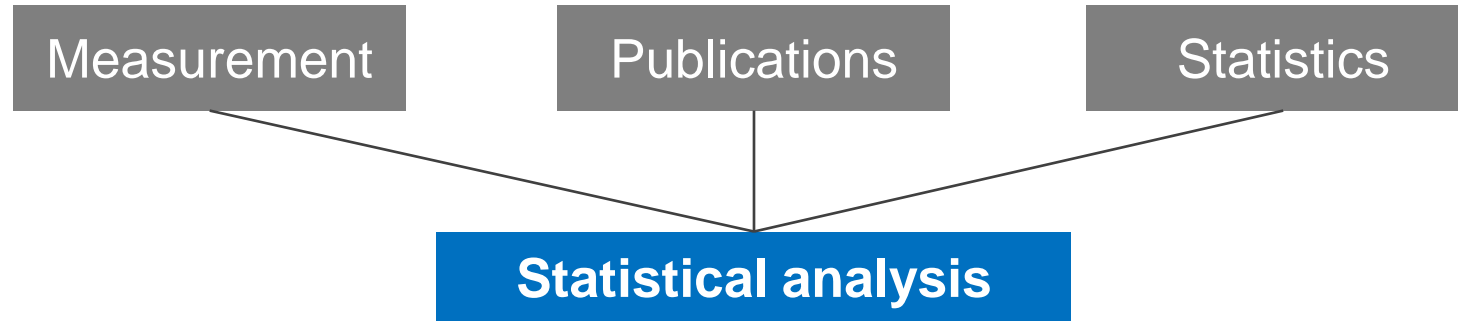 Measurement
Publications
Statistics
Statistical analysis